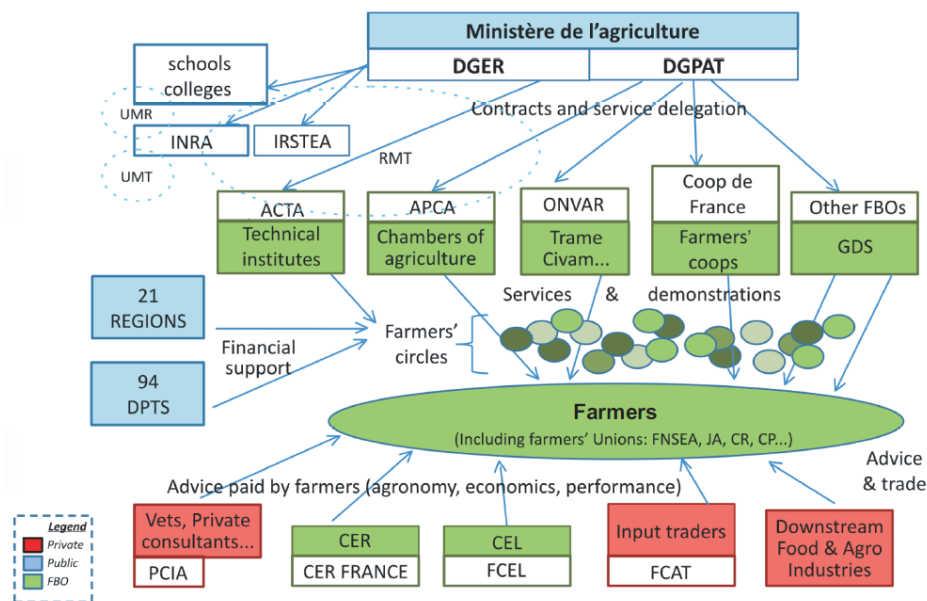 Ministère de l'agriculture
DGER
DGPAT
schools
colleges
Contracts and service delegation
UMR
INRA
IRSTEA
RMT
UMT
ACTA
Technical
institutes
APCA
Chambers of
agriculture
ONVAR
Trame
Civam...
Coop de
France
Farmers'
coops
Other FBOs
GDS
21
REGIONS
Services & demonstrations
Farmers'
circles
Financial
support
94
DPTS
Farmers
(Including farmers' Unions: FNSEA, JA, CR, CP...)
Advice
& trade
Advice paid by farmers (agronomy, economics, performance)
Vets, Private
consultants...
PCIA
CER
CER FRANCE
CEL
FCEL
Input traders
FCAT
Downstream
Food & Agro
Industries
Legend
Private
Public
FBO